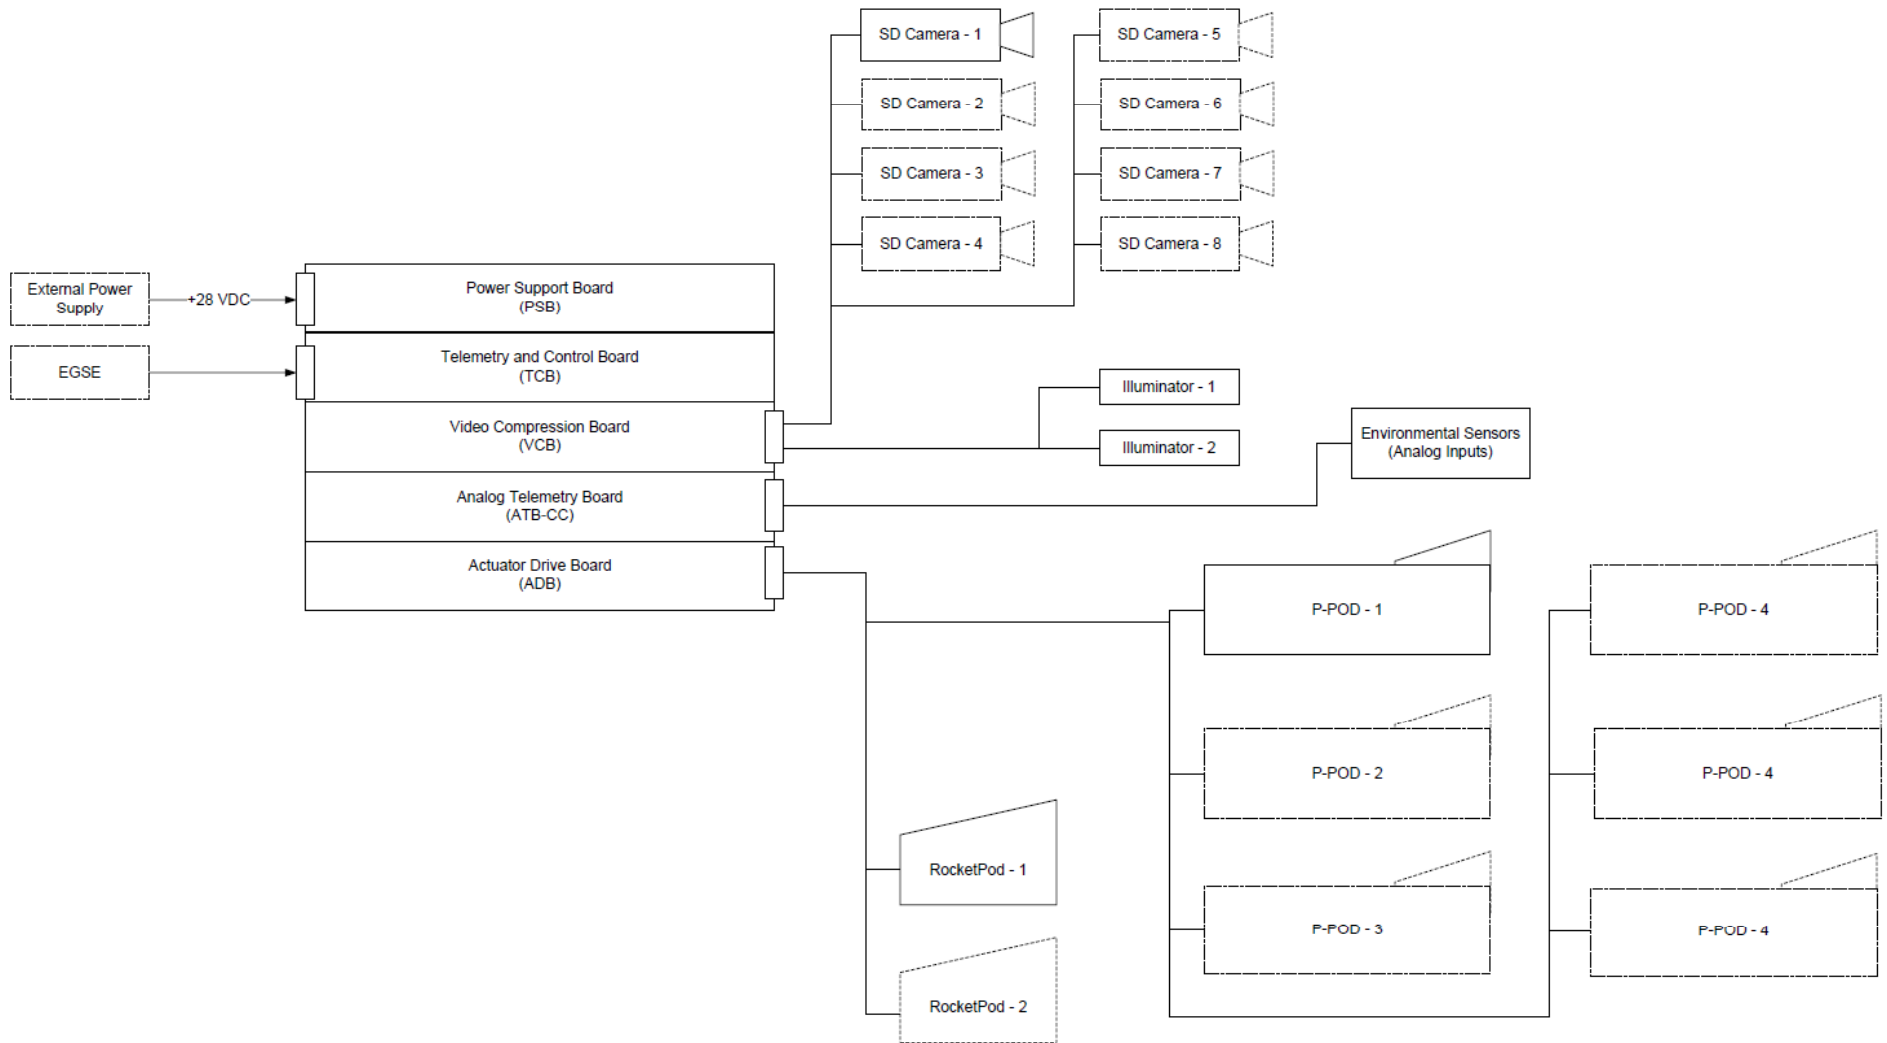 SD Camera - 1
SD Camera - 5
SD Camera - 2
SD Camera - 6
SD Camera - 3
SD Camera - 7
SD Camera - 4
SD Camera - 8
External Power
Supply
+28 VDC
Power Support Board
(PSB)
EGSE
Telemetry and Control Board
(TCB)
Video Compression Board
(VCB)
Illuminator - 1
Illuminator - 2
Environmental Sensors
(Analog Inputs)
Analog Telemetry Board
(ATB-CC)
Actuator Drive Board
(ADB)
P-POD - 1
P-POD - 4
P-POD - 2
P-POD - 4
RocketPod - 1
P-POD - 3
P-POD - 4
RocketPod - 2